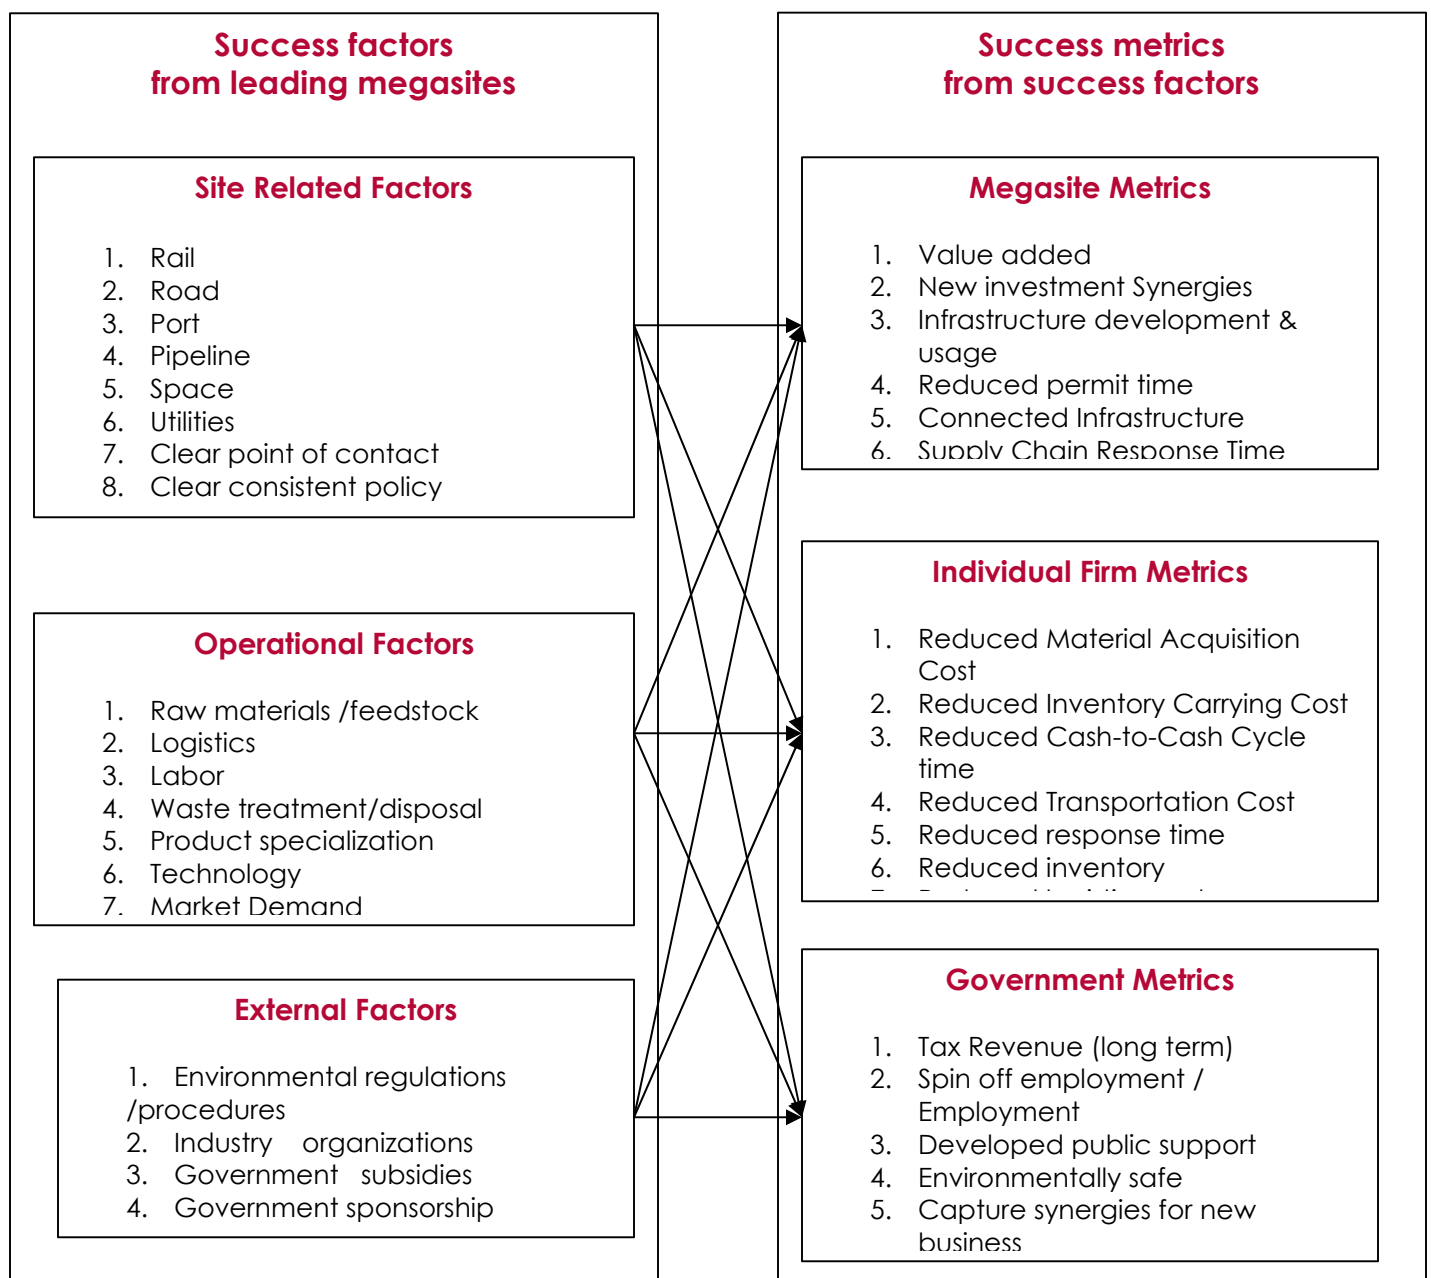 Success factors
from leading megasites
Site Related Factors
1. Rail
2. Road
3. Port
4. Pipeline
5. Space
6. Utilities
7. Clear point of contact
8. Clear consistent policy
Operational Factors
1. Raw materials /feedstock
2. Logistics
3. Labor
4. Waste treatment/disposal
5. Product specialization
6. Technology
7. Market Demand
External Factors
1. Environmental regulations
/procedures
2. Industry organizations
3. Government subsidies
4. Government sponsorship
Success metrics
from success factors
Megasite Metrics
1. Value added
2. New investment Synergies
3. Infrastructure development &
usage
4. Reduced permit time
5. Connected Infrastructure
6. Supply Chain Response Time
Individual Firm Metrics
1. Reduced Material Acquisition
Cost
2. Reduced Inventory Carrying Cost
3. Reduced Cash-to-Cash Cycle
time
4. Reduced Transportation Cost
5. Reduced response time
6. Reduced inventory
Government Metrics
1. Tax Revenue (long term)
2. Spin off employment /
Employment
3. Developed public support
4. Environmentally safe
5. Capture synergies for new
business